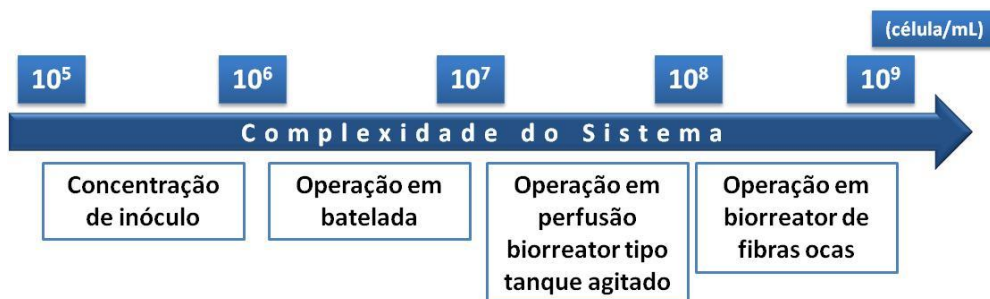 (célula/mL)
10⁵ 10⁶ 10⁷ 10⁸ 10⁹
Complexidade do Sistema
Concentração
de inóculo
Operação em
batelada
Operação em
perfusão
biorreator tipo
tanque agitado
Operação em
biorreator de
fibras ocas